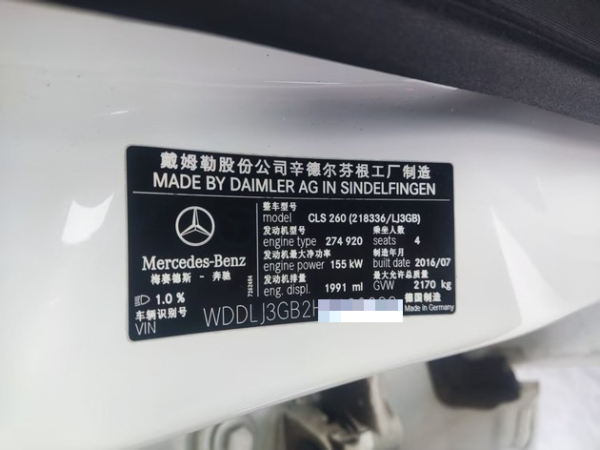 戴姆勒股份公司辛德尔芬根工厂制造
MADE BY DAIMLER AG IN SINDELFINGEN
整车型号
model CLS 260 (218336/LJ3GB)
发动机型号 乘坐人数
engine type 274 920 seats 4
发动机最大净功率 制造年月
engine power 155 kW built date 2016/07
发动机排量 最大允许总质量
eng. displ. 1991 ml GVW 2170 kg
Mercedes-Benz
梅赛德斯 - 奔驰
1.0 %
车辆识别号 德国制造
VIN WDDLJ3GB2H Made in Germany